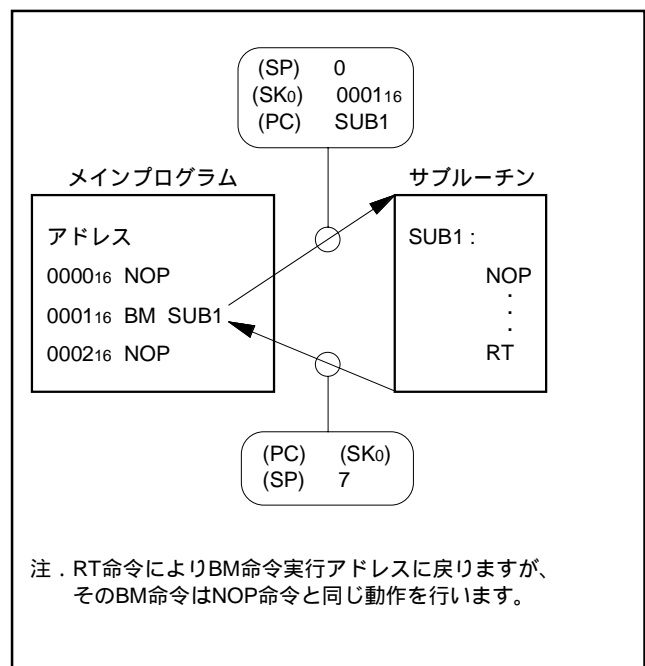 (SP) 0
(SK0) 000116
(PC) SUB1
メインプログラム
サブルーチン
アドレス
000016 NOP
000116 BM SUB1
000216 NOP
SUB1 :
NOP
・
・
・
RT
(PC) (SK0)
(SP) 7
注．RT命令によりBM命令実行アドレスに戻りますが、
そのBM命令はNOP命令と同じ動作を行います。